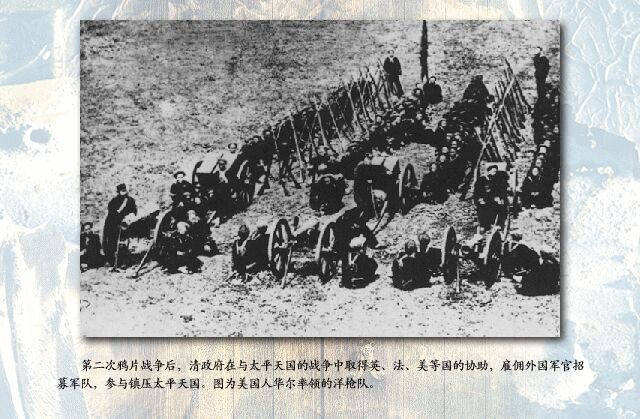 第二次鸦片战争后，清政府在与太平天国的战争中取得英、法、美等国的协助，雇佣外国军官招
募军队，参与镇压太平天国。图为美国人华尔率领的洋枪队。